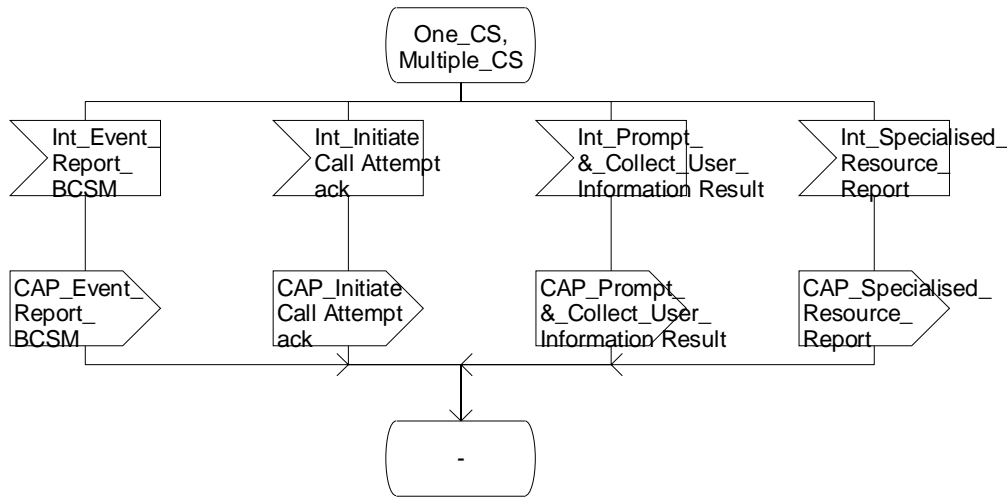 One_CS,
Multiple_CS
Int_Event_
Report_
BCSM
Int_Initiate
Call Attempt
ack
Int_Prompt_
&_Collect_User_
Information Result
Int_Specialised_
Resource_
Report
CAP_Event_
Report_
BCSM
CAP_Initiate
Call Attempt
ack
CAP_Prompt_
&_Collect_User_
Information Result
CAP_Specialised_
Resource_
Report
-